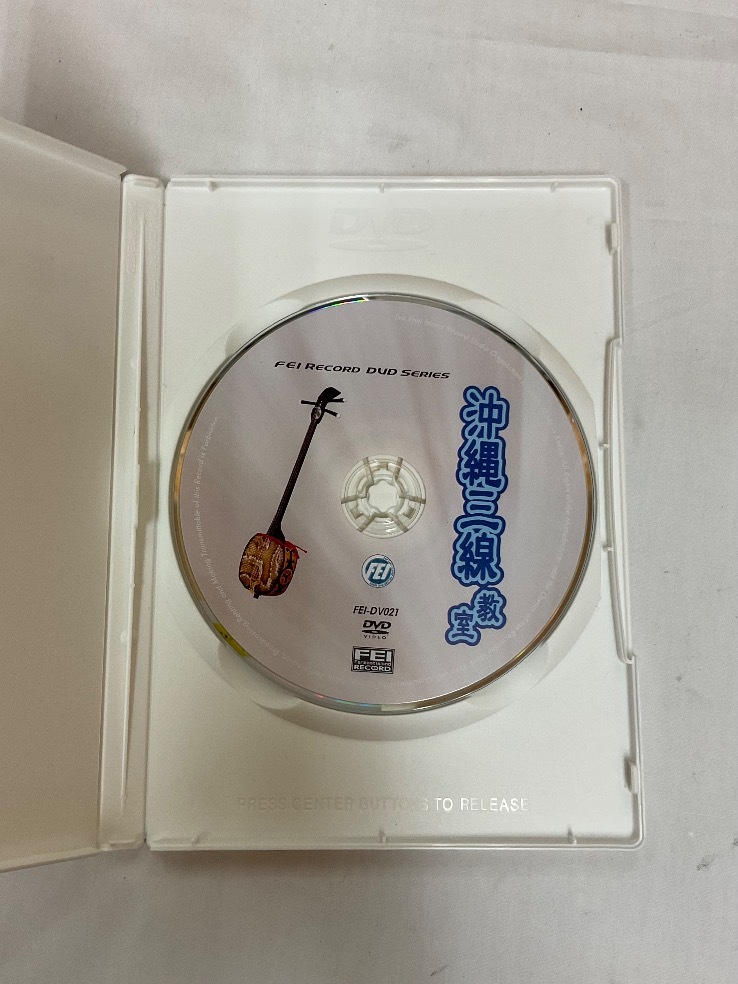 DVD
FEI RECORD DVD SERIES
沖縄三線
教室
FEI
FEI-DV021
DVD
VIDEO
FEI
RECORD
PRESS CENTER BUTTONS TO RELEASE